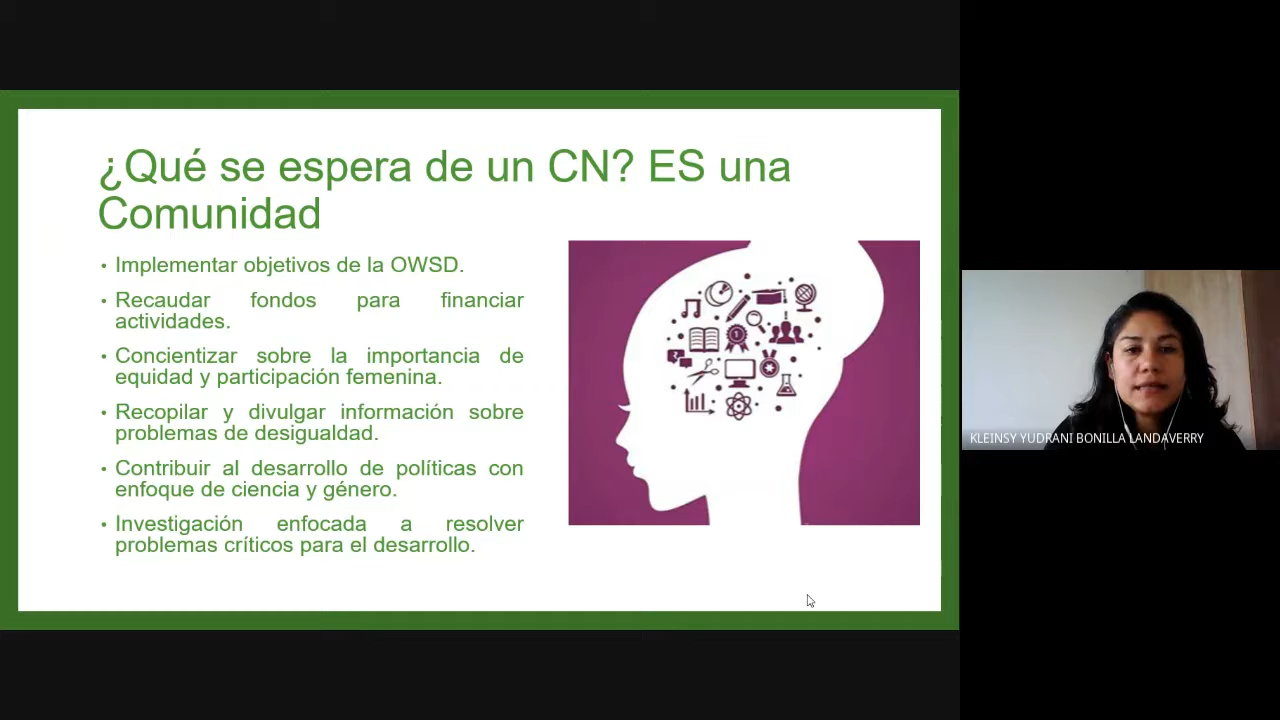 ¿Qué se espera de un CN? ES una
Comunidad
• Implementar objetivos de la OWSD.
• Recaudar fondos para financiar
actividades.
• Concientizar sobre la importancia de
equidad y participación femenina.
• Recopilar y divulgar información sobre
problemas de desigualdad.
• Contribuir al desarrollo de políticas con
enfoque de ciencia y género.
• Investigación enfocada a resolver
problemas críticos para el desarrollo.
KLEINSY YUDRANI BONILLA LANDAVERRY